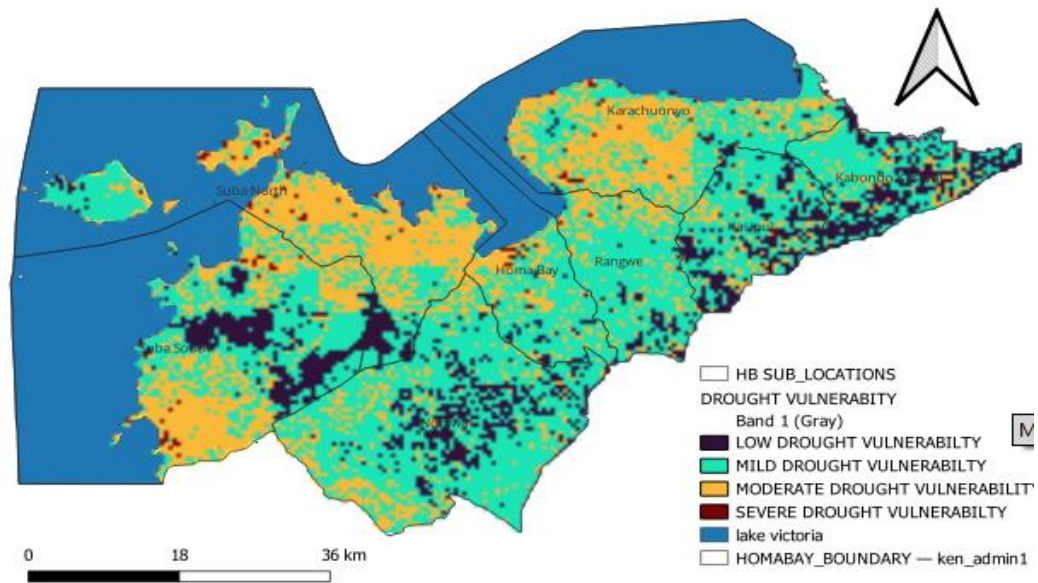 Karachuonyo
Kabondo
Suba North
Kasipul
Homa Bay
Rangwe
Suba South
HB SUB_LOCATIONS
DROUGHT VULNERABITY
Band 1 (Gray)
M
LOW DROUGHT VULNERABILTY
MILD DROUGHT VULNERABILTY
MODERATE DROUGHT VULNERABILITY
SEVERE DROUGHT VULNERABILTY
lake victoria
HOMABAY_BOUNDARY — ken_admin1
0 18 36 km